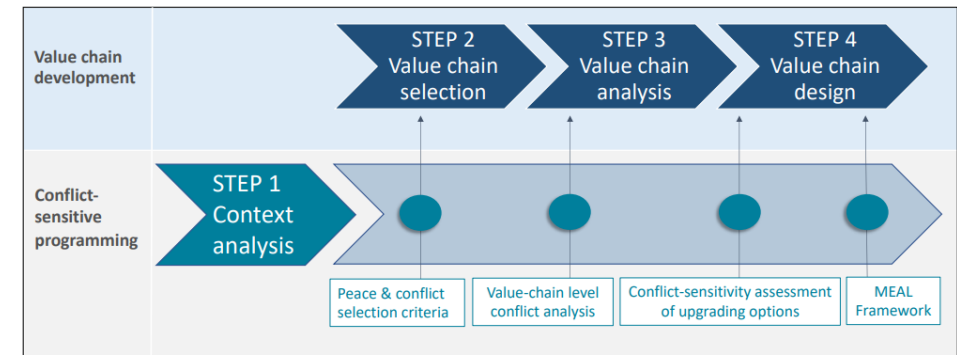 Value chain
development
STEP 2
Value chain
selection
STEP 3
Value chain
analysis
STEP 4
Value chain
design
Conflict-
sensitive
programming
STEP 1
Context
analysis
Peace & conflict
selection criteria
Value-chain level
conflict analysis
Conflict-sensitivity assessment
of upgrading options
MEAL
Framework